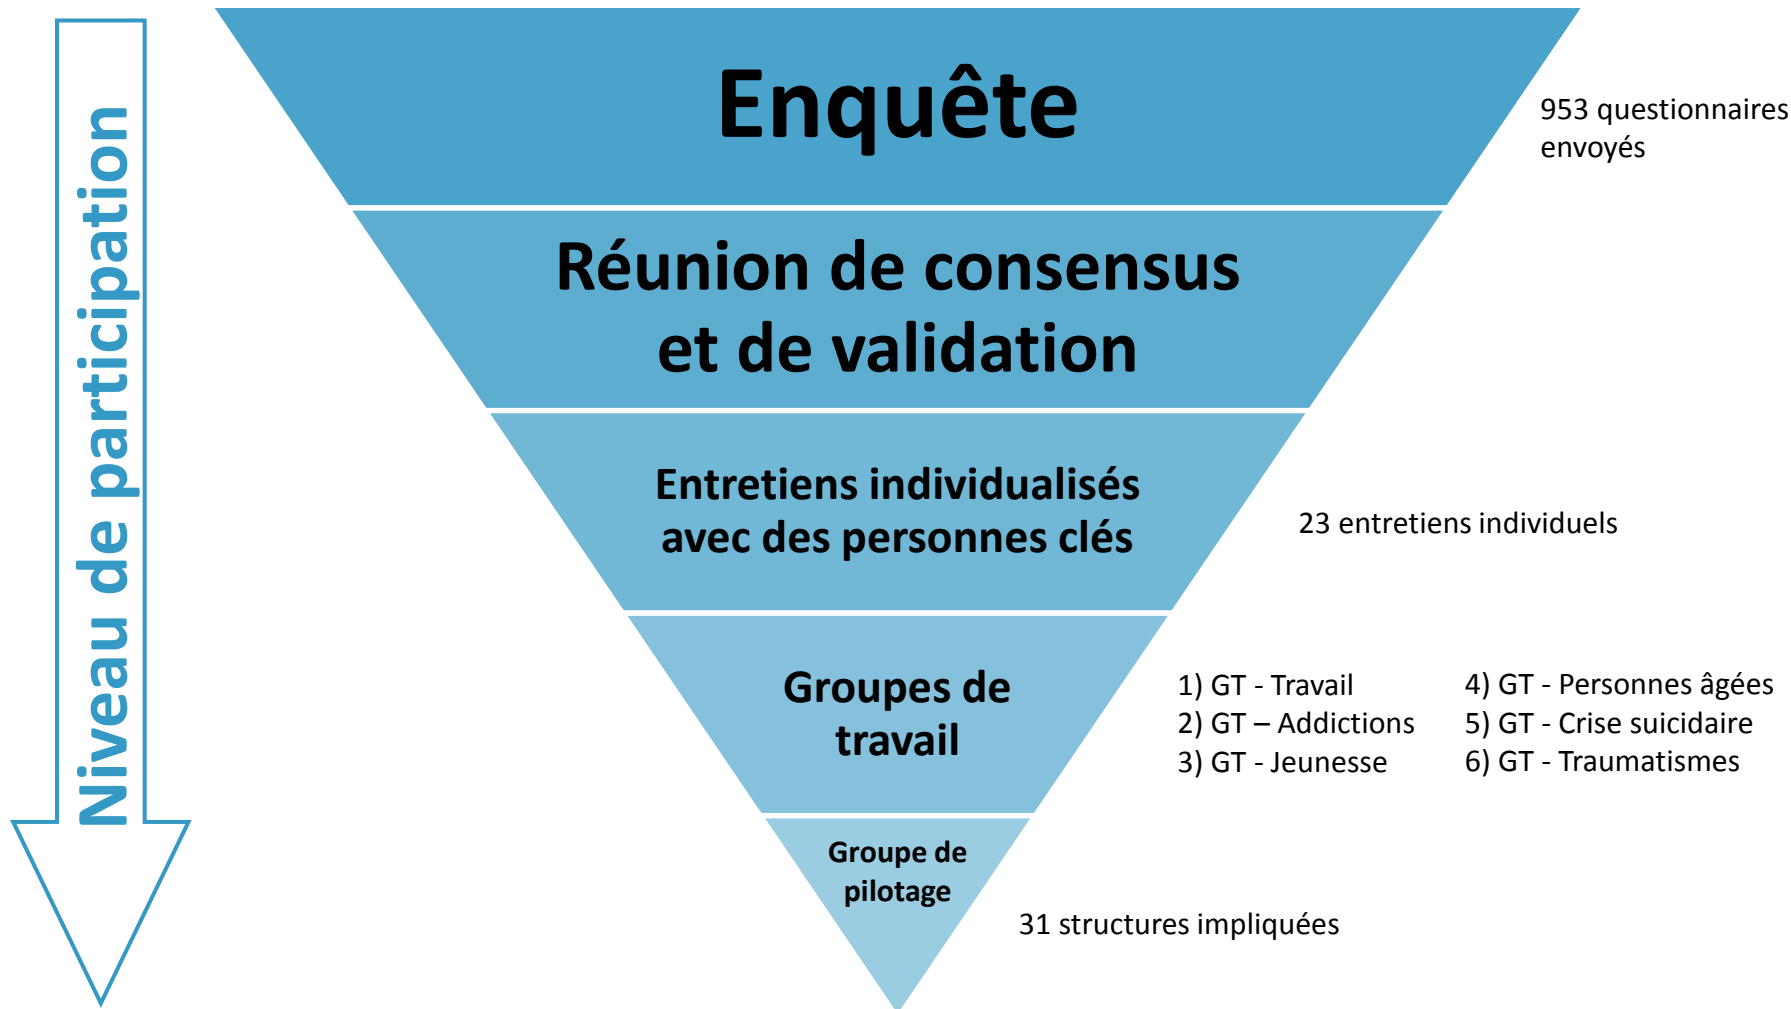 Niveau de participation
Enquête
953 questionnaires
envoyés
Réunion de consensus
et de validation
Entretiens individualisés
avec des personnes clés
23 entretiens individuels
Groupes de
travail
1) GT - Travail
2) GT – Addictions
3) GT - Jeunesse
4) GT - Personnes âgées
5) GT - Crise suicidaire
6) GT - Traumatismes
Groupe de
pilotage
31 structures impliquées